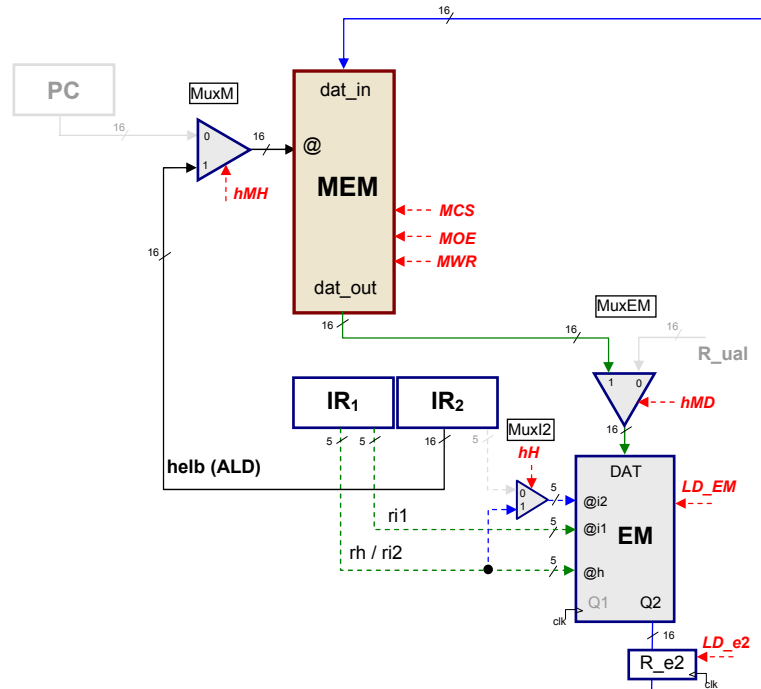 16
dat_in
PC
MuxM
16
0
1
16
@
MEM
hMH
MCS
MOE
MWR
16
dat_out
16
16
MuxEM
16
R_ual
1
0
hMD
16
IR1
IR2
MuxI2
5
5
16
5
hH
helb (ALD)
0
1
5
DAT
@i2
LD_EM
ri1
5
@i1
EM
rh / ri2
5
@h
Q1
Q2
clk
16
LD_e2
R_e2
clk